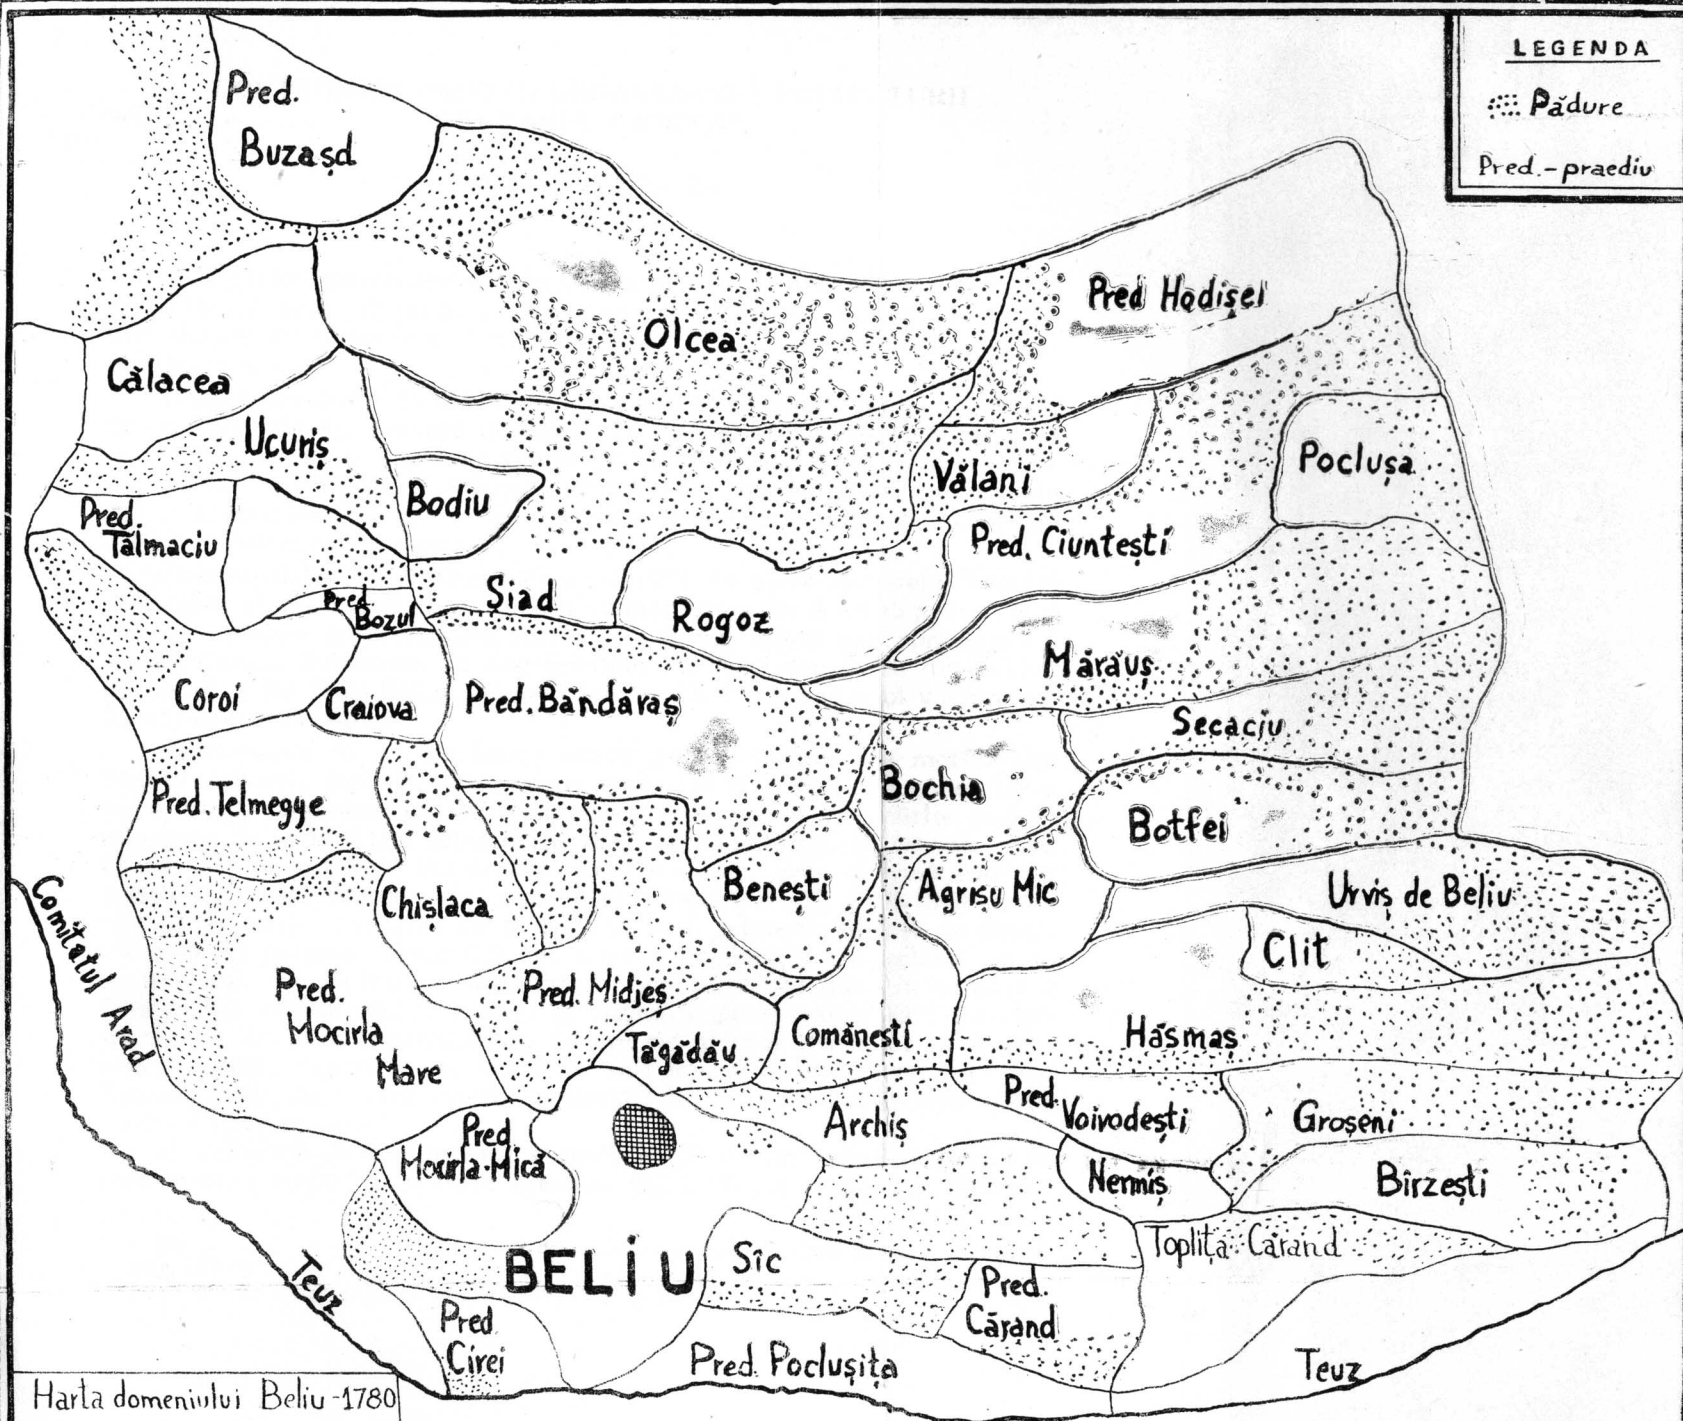 LEGENDA
Pădure
Pred.-praediu
Pred.
Buzașd
Olcea
Pred Hodișel
Călacea
Ucuriș
Bodiu
Vălani
Poclușa
Pred.
Tălmaciu
Pred. Ciuntești
Pred
Bozul
Șiad
Rogoz
Mărăuș
Coroi
Craiova
Pred. Băndăraș
Secaciu
Pred. Telmegye
Bochia
Botfei
Chișlaca
Benești
Agrișu Mic
Urviș de Beliu
Clit
Comitatul Arad
Pred.
Mocirla
Mare
Pred. Midjeș
Tăgădău
Comănești
Hăsmaș
Pred
Mocirla-Mică
Archiș
Pred.
Voivodești
Groșeni
Nermiș
Bîrzești
BELIU
Sîc
Toplița-Cărand
Teuz
Pred
Cirei
Pred.
Cărand
Pred. Poclușița
Teuz
Harta domeniului Beliu-1780